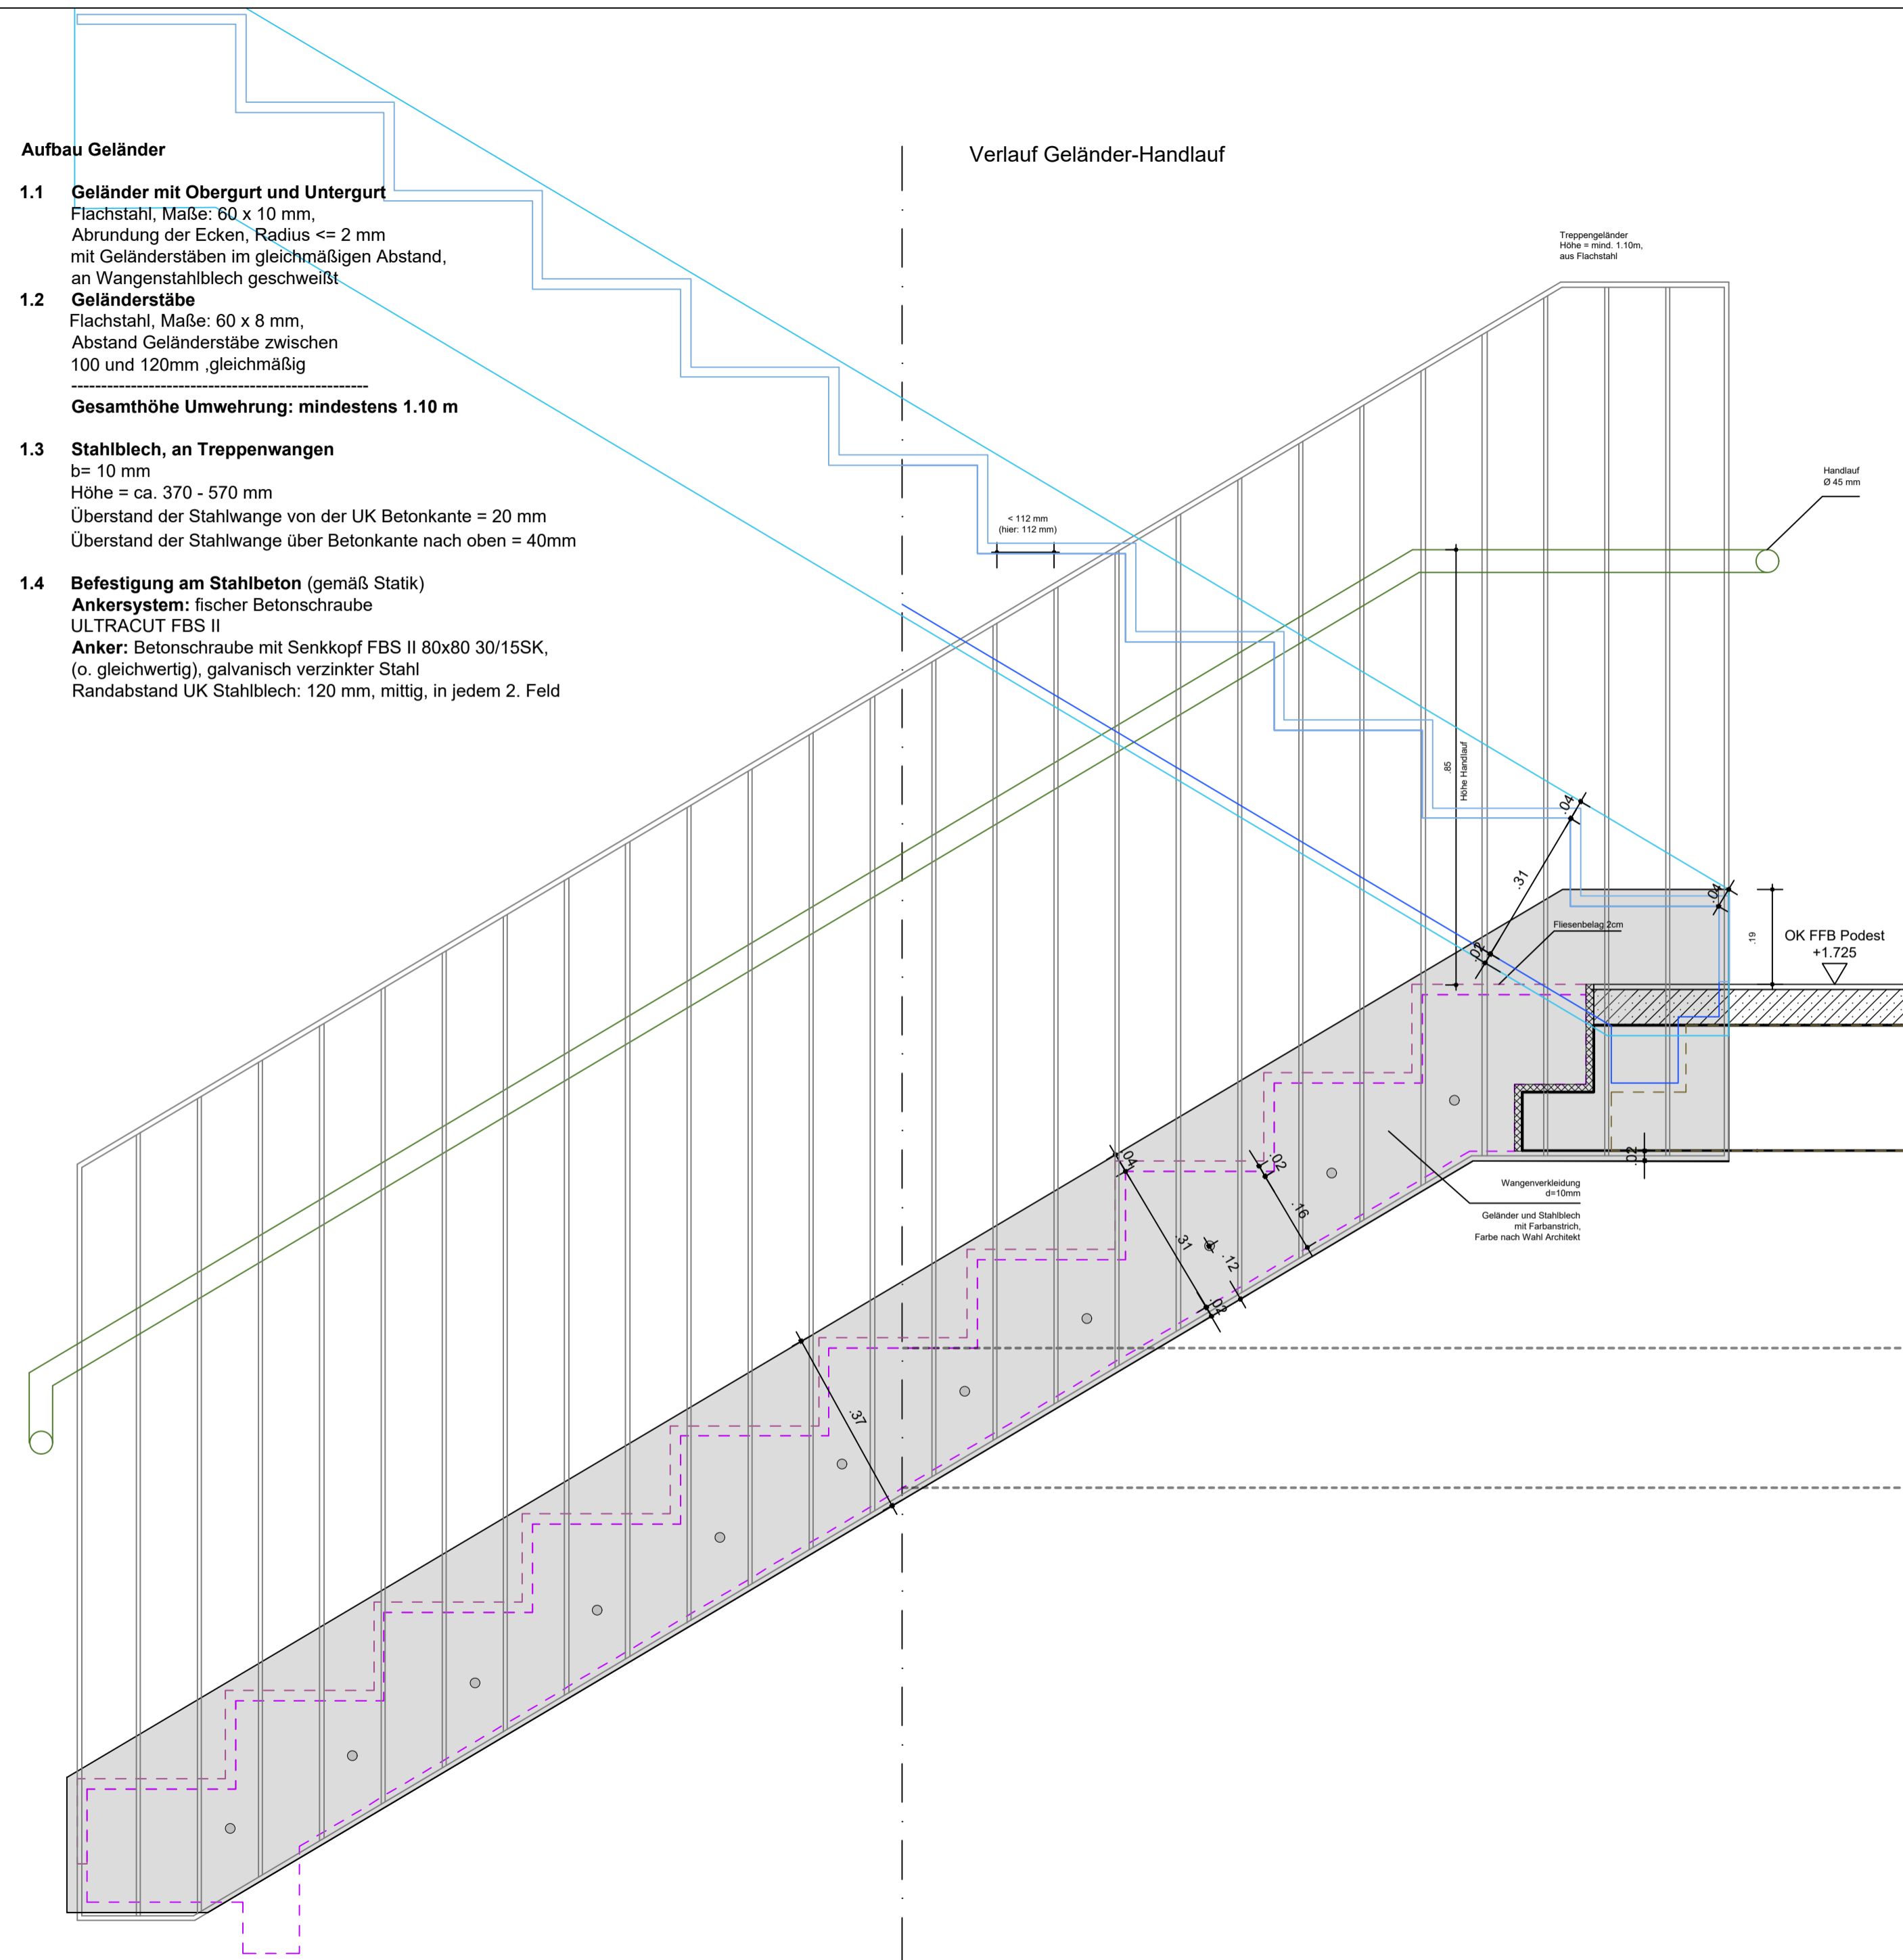 Aufbau Geländer
Verlauf Geländer-Handlauf
1.1 Geländer mit Obergurt und Untergurt
Flachstahl, Maße: 60 x 10 mm,
Abrundung der Ecken, Radius <= 2 mm
mit Geländerstäben im gleichmäßigen Abstand,
an Wangenstahlblech geschweißt
1.2 Geländerstäbe
Flachstahl, Maße: 60 x 8 mm,
Abstand Geländerstäbe zwischen
100 und 120mm ,gleichmäßig
--------------------------------------------------
Gesamthöhe Umwehrung: mindestens 1.10 m
1.3 Stahlblech, an Treppenwangen
b= 10 mm
Höhe = ca. 370 - 570 mm
Überstand der Stahlwange von der UK Betonkante = 20 mm
Überstand der Stahlwange über Betonkante nach oben = 40mm
1.4 Befestigung am Stahlbeton (gemäß Statik)
Ankersystem: fischer Betonschraube
ULTRACUT FBS II
Anker: Betonschraube mit Senkkopf FBS II 80x80 30/15SK,
(o. gleichwertig), galvanisch verzinkter Stahl
Randabstand UK Stahlblech: 120 mm, mittig, in jedem 2. Feld
Treppengeländer
Höhe = mind. 1.10m,
aus Flachstahl
Handlauf
Ø 45 mm
< 112 mm
(hier: 112 mm)
.85
Höhe Handlauf
.04
.31
.02
.04
Fliesenbelag 2cm
.19
OK FFB Podest
+1.725
.02
Wangenverkleidung
d=10mm
Geländer und Stahlblech
mit Farbanstrich,
Farbe nach Wahl Architekt
.04
.31
.02
.02
.16
.12
.37